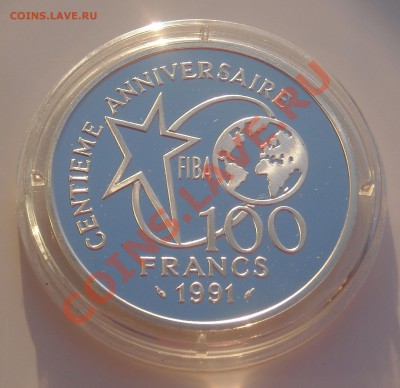 COINS.LAVE.RU
CENTIEME ANNIVERSAIRE
FIBA
100
FRANCS
1991
COINS.LAVE.RU